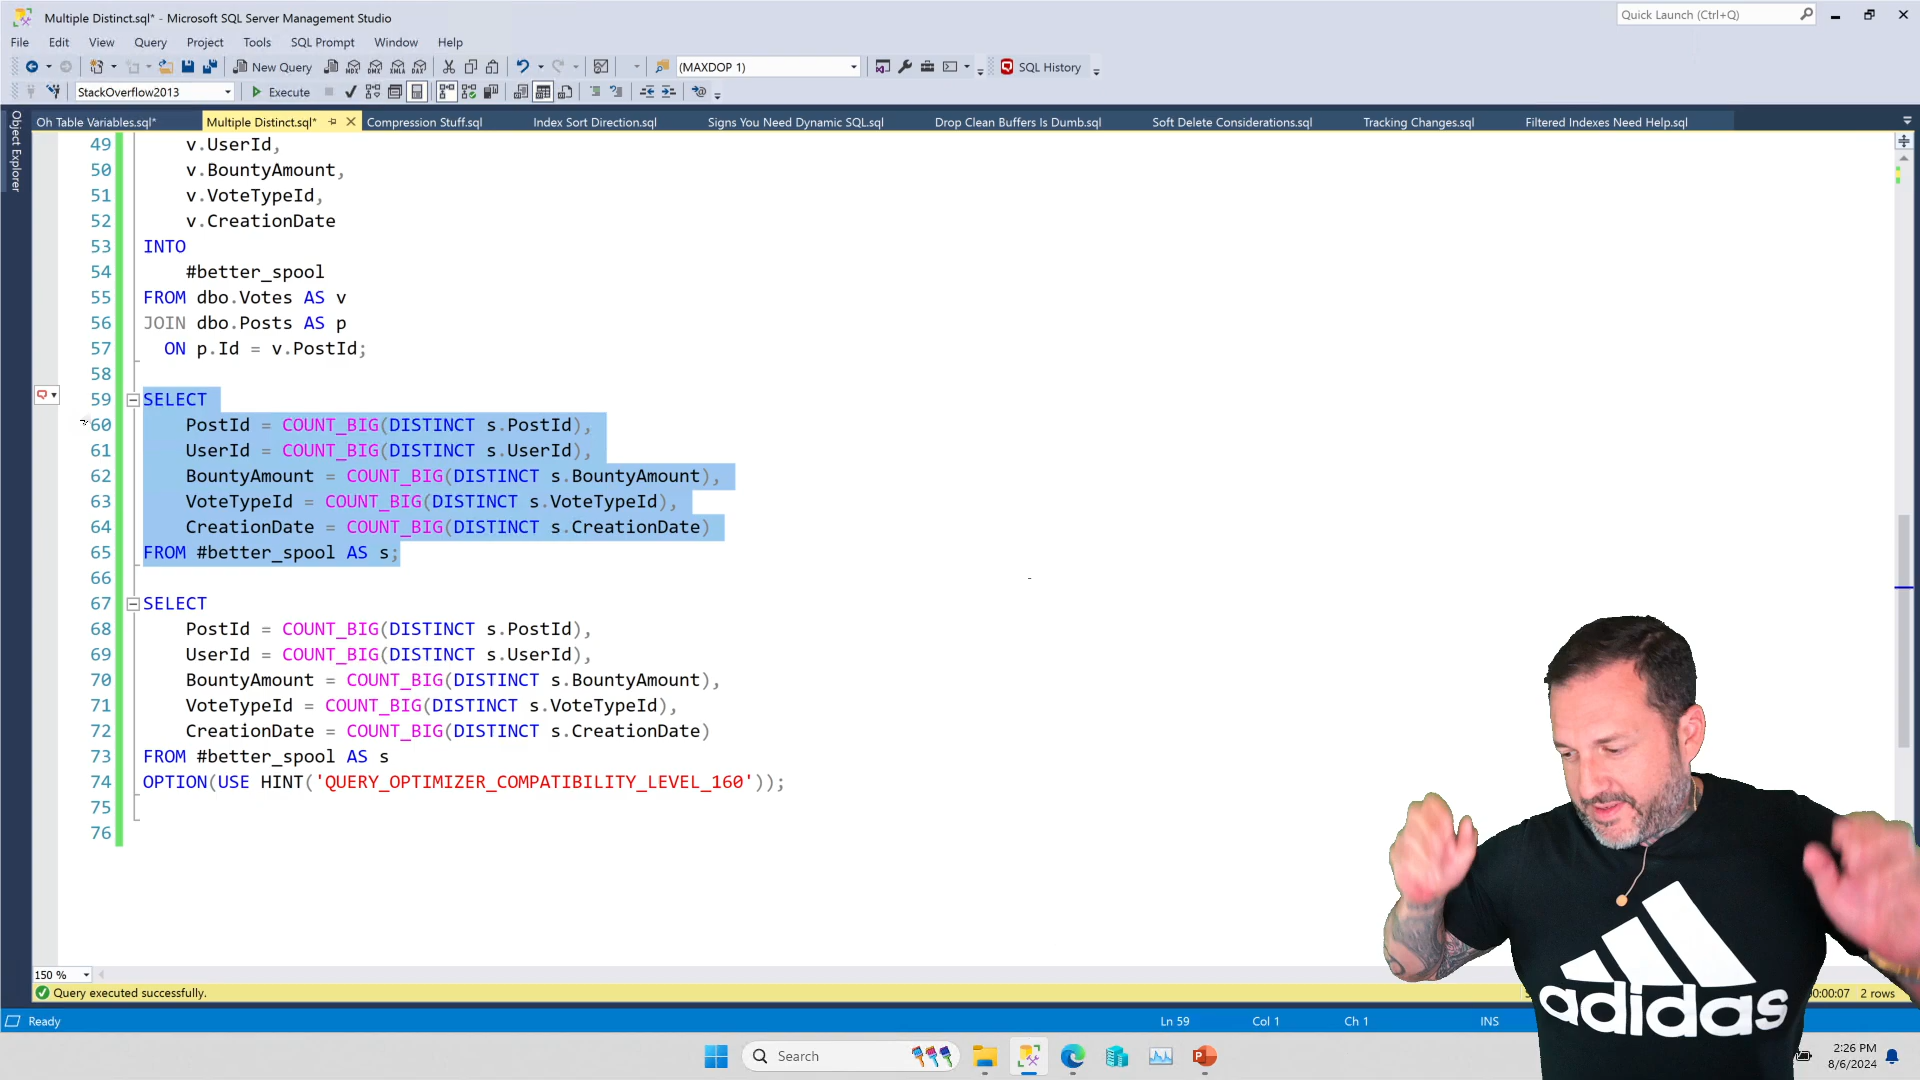 Multiple Distinct.sql* - Microsoft SQL Server Management Studio
Quick Launch (Ctrl+Q)
File Edit View Query Project Tools SQL Prompt Window Help
New Query
MDX DMX XMLA DAX
(MAXDOP 1)
SQL History
StackOverflow2013
Execute
Object Explorer
Oh Table Variables.sql* Multiple Distinct.sql* Compression Stuff.sql Index Sort Direction.sql Signs You Need Dynamic SQL.sql Drop Clean Buffers Is Dumb.sql Soft Delete Considerations.sql Tracking Changes.sql Filtered Indexes Need Help.sql
49 v.UserId,
50 v.BountyAmount,
51 v.VoteTypeId,
52 v.CreationDate
53 INTO
54 #better_spool
55 FROM dbo.Votes AS v
56 JOIN dbo.Posts AS p
57 ON p.Id = v.PostId;
58
59 SELECT
60 PostId = COUNT_BIG(DISTINCT s.PostId),
61 UserId = COUNT_BIG(DISTINCT s.UserId),
62 BountyAmount = COUNT_BIG(DISTINCT s.BountyAmount),
63 VoteTypeId = COUNT_BIG(DISTINCT s.VoteTypeId),
64 CreationDate = COUNT_BIG(DISTINCT s.CreationDate)
65 FROM #better_spool AS s;
66
67 SELECT
68 PostId = COUNT_BIG(DISTINCT s.PostId),
69 UserId = COUNT_BIG(DISTINCT s.UserId),
70 BountyAmount = COUNT_BIG(DISTINCT s.BountyAmount),
71 VoteTypeId = COUNT_BIG(DISTINCT s.VoteTypeId),
72 CreationDate = COUNT_BIG(DISTINCT s.CreationDate)
73 FROM #better_spool AS s
74 OPTION(USE HINT('QUERY_OPTIMIZER_COMPATIBILITY_LEVEL_160'));
75
76
150 %
Query executed successfully.
00:00:07 2 rows
Ready
Ln 59 Col 1 Ch 1 INS
adidas
Search
2:26 PM
8/6/2024